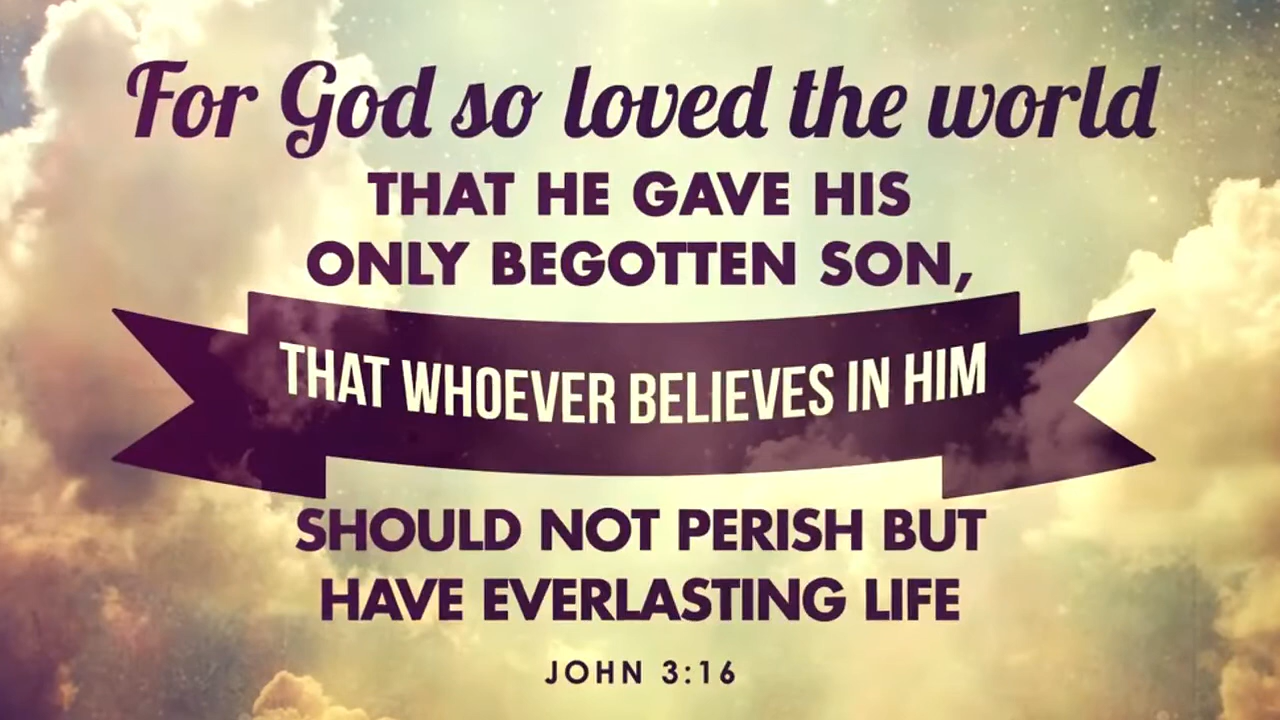 For God so loved the world
THAT HE GAVE HIS
ONLY BEGOTTEN SON,
THAT WHOEVER BELIEVES IN HIM
SHOULD NOT PERISH BUT
HAVE EVERLASTING LIFE
JOHN 3:16